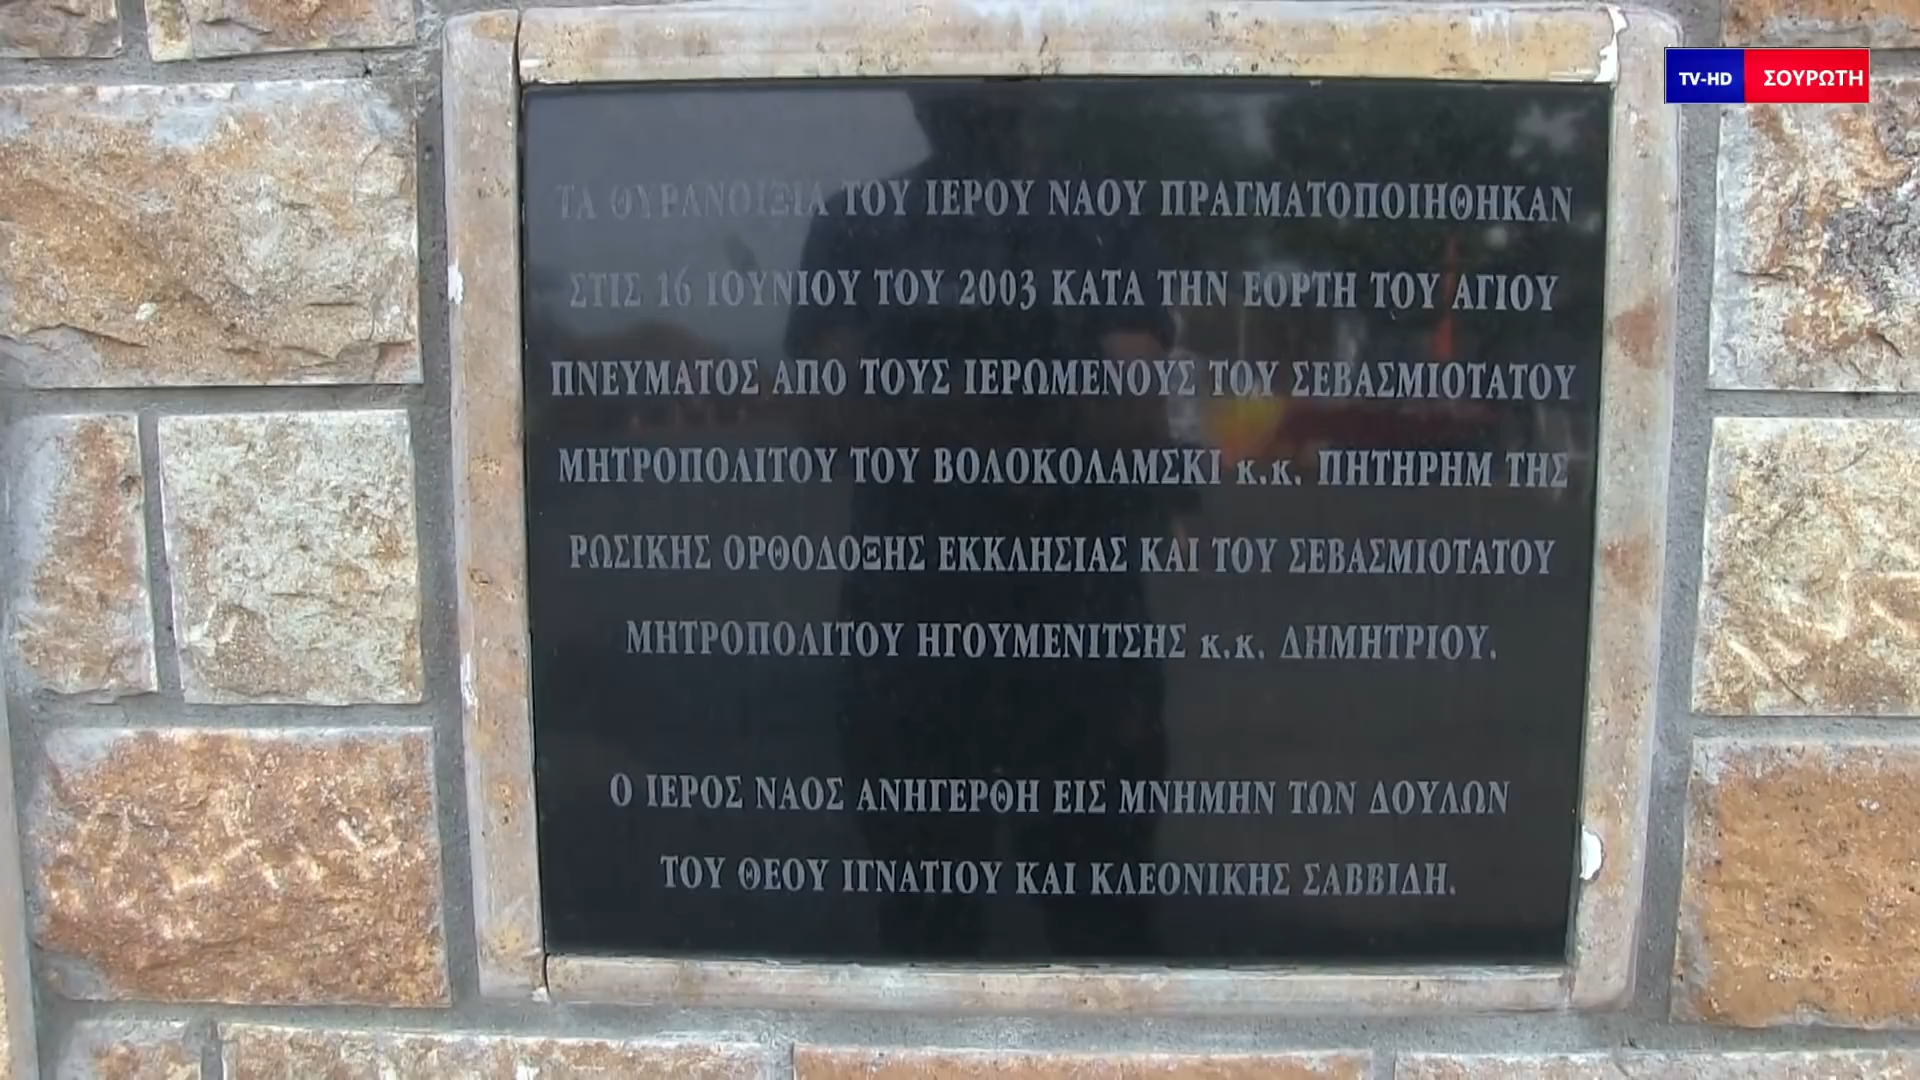 TV-HD ΣΟΥΡΩΤΗ
ΤΑ ΘΥΡΑΝΟΙΞΙΑ ΤΟΥ ΙΕΡΟΥ ΝΑΟΥ ΠΡΑΓΜΑΤΟΠΟΙΗΘΗΚΑΝ
ΣΤΙΣ 16 ΙΟΥΝΙΟΥ ΤΟΥ 2003 ΚΑΤΑ ΤΗΝ ΕΟΡΤΗ ΤΟΥ ΑΓΙΟΥ
ΠΝΕΥΜΑΤΟΣ ΑΠΟ ΤΟΥΣ ΙΕΡΩΜΕΝΟΥΣ ΤΟΥ ΣΕΒΑΣΜΙΟΤΑΤΟΥ
ΜΗΤΡΟΠΟΛΙΤΟΥ ΤΟΥ ΒΟΛΟΚΟΛΑΜΣΚΙ κ.κ. ΠΗΤΗΡΗΜ ΤΗΣ
ΡΩΣΙΚΗΣ ΟΡΘΟΔΟΞΗΣ ΕΚΚΛΗΣΙΑΣ ΚΑΙ ΤΟΥ ΣΕΒΑΣΜΙΟΤΑΤΟΥ
ΜΗΤΡΟΠΟΛΙΤΟΥ ΗΓΟΥΜΕΝΙΤΣΗΣ κ.κ. ΔΗΜΗΤΡΙΟΥ.
Ο ΙΕΡΟΣ ΝΑΟΣ ΑΝΗΓΕΡΘΗ ΕΙΣ ΜΝΗΜΗΝ ΤΩΝ ΔΟΥΛΩΝ
ΤΟΥ ΘΕΟΥ ΙΓΝΑΤΙΟΥ ΚΑΙ ΚΛΕΟΝΙΚΗΣ ΣΑΒΒΙΔΗ.